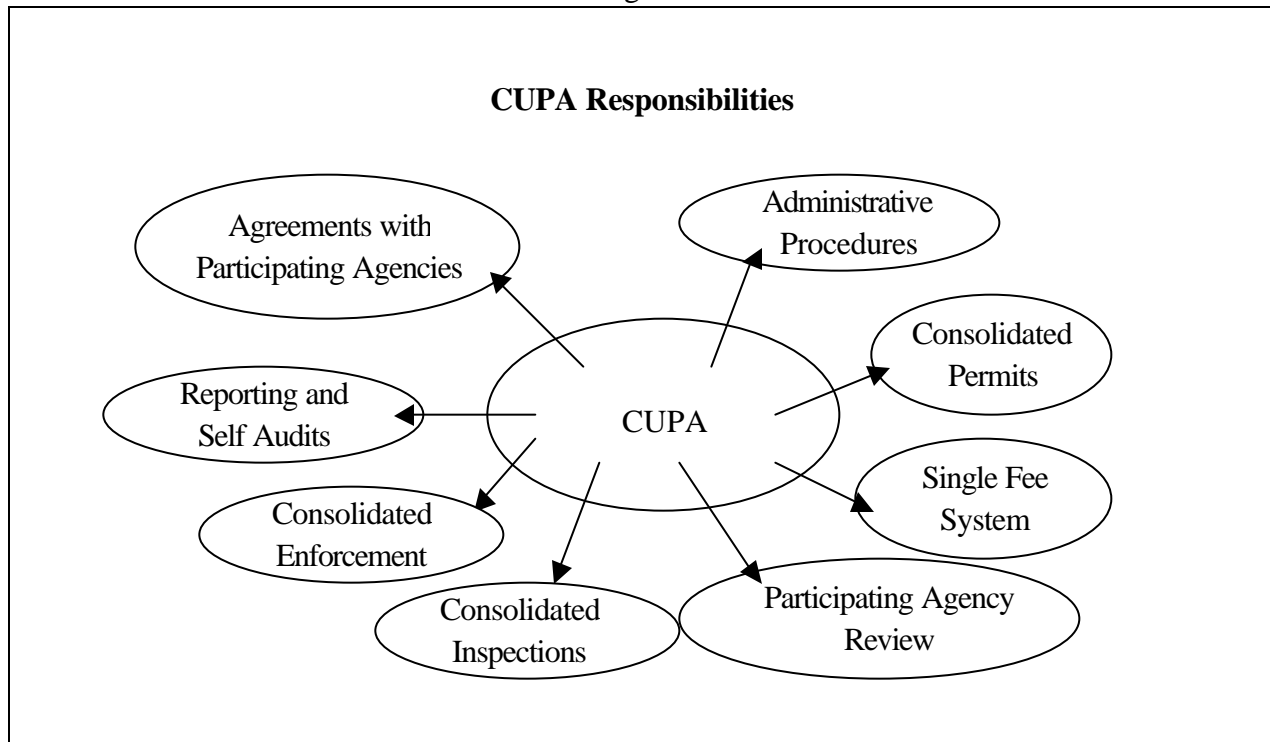 CUPA Responsibilities
Agreements with
Participating Agencies
Administrative
Procedures
Consolidated
Permits
Reporting and
Self Audits
CUPA
Single Fee
System
Consolidated
Enforcement
Consolidated
Inspections
Participating Agency
Review